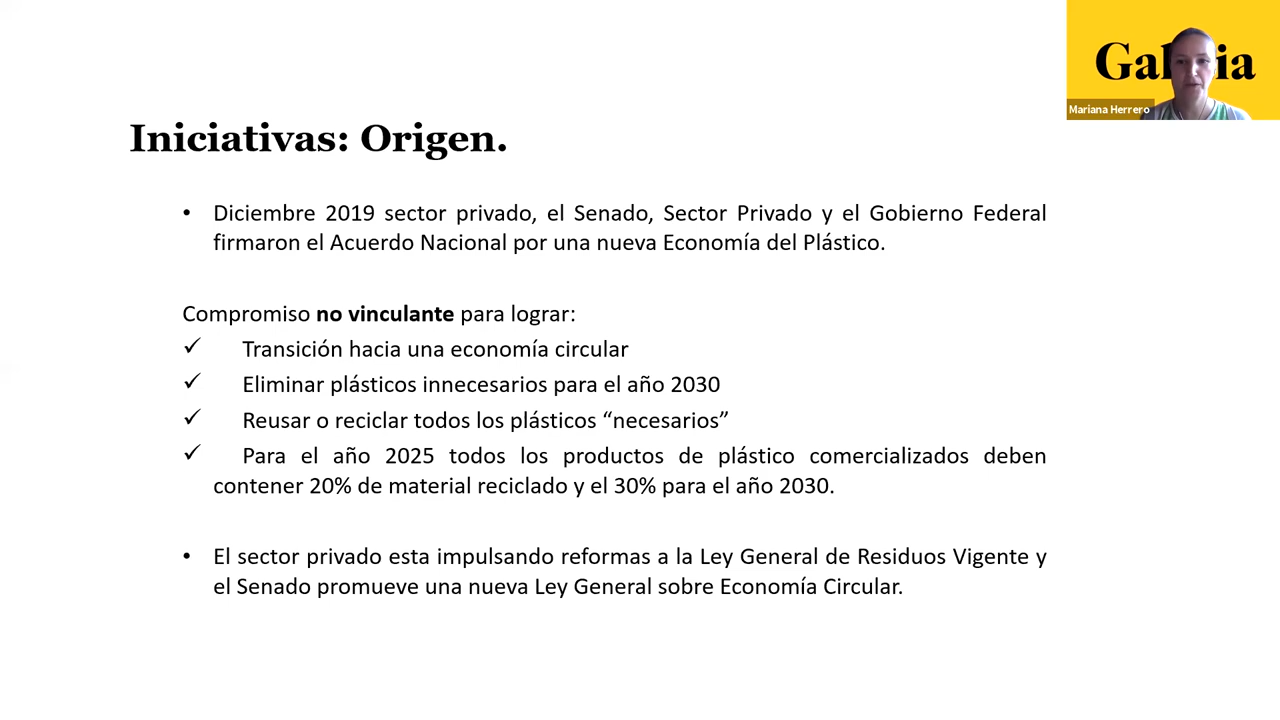 Iniciativas: Origen.
• Diciembre 2019 sector privado, el Senado, Sector Privado y el Gobierno Federal
firmaron el Acuerdo Nacional por una nueva Economía del Plástico.
Compromiso no vinculante para lograr:
✓ Transición hacia una economía circular
✓ Eliminar plásticos innecesarios para el año 2030
✓ Reusar o reciclar todos los plásticos “necesarios”
✓ Para el año 2025 todos los productos de plástico comercializados deben
contener 20% de material reciclado y el 30% para el año 2030.
• El sector privado esta impulsando reformas a la Ley General de Residuos Vigente y
el Senado promueve una nueva Ley General sobre Economía Circular.
Mariana Herrero